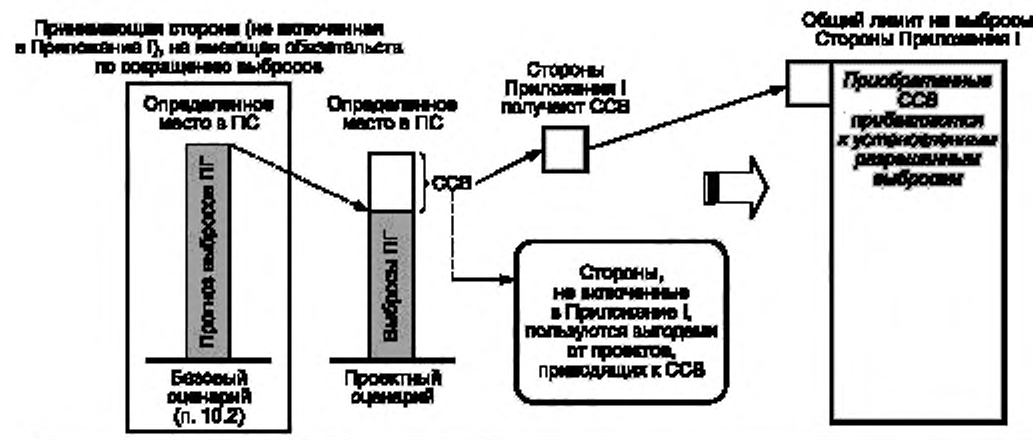 Принимающая сторона (не включенная
в Приложение I), не имеющая обязательств
по сокращению выбросов
Определенное
место в ПС
Прогноз выбросов ПГ
Базовый
сценарий
(п. 10.2)
Определенное
место в ПС
ССВ
Выбросы ПГ
Проектный
сценарий
Стороны
Приложения I
получают ССВ
Стороны,
не включенные
в Приложение I,
пользуются выгодами
от проектов,
приводящих к ССВ
Общий лимит на выбросы
Стороны Приложения I
Приобретенные
ССВ
прибавляются
к установленным
разрешенным
выбросам